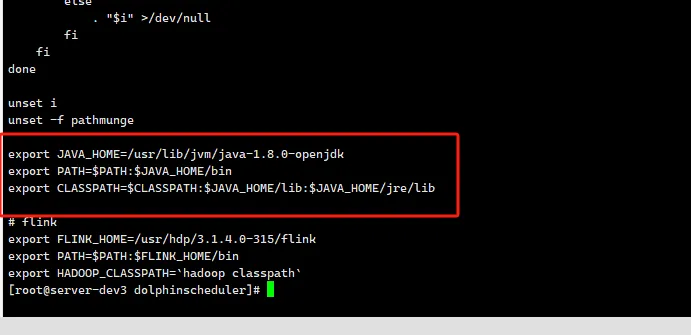 else
. "$i" >/dev/null
fi
fi
done
unset i
unset -f pathmunge
export JAVA_HOME=/usr/lib/jvm/java-1.8.0-openjdk
export PATH=$PATH:$JAVA_HOME/bin
export CLASSPATH=$CLASSPATH:$JAVA_HOME/lib:$JAVA_HOME/jre/lib
# flink
export FLINK_HOME=/usr/hdp/3.1.4.0-315/flink
export PATH=$PATH:$FLINK_HOME/bin
export HADOOP_CLASSPATH=`hadoop classpath`
[root@server-dev3 dolphinscheduler]#